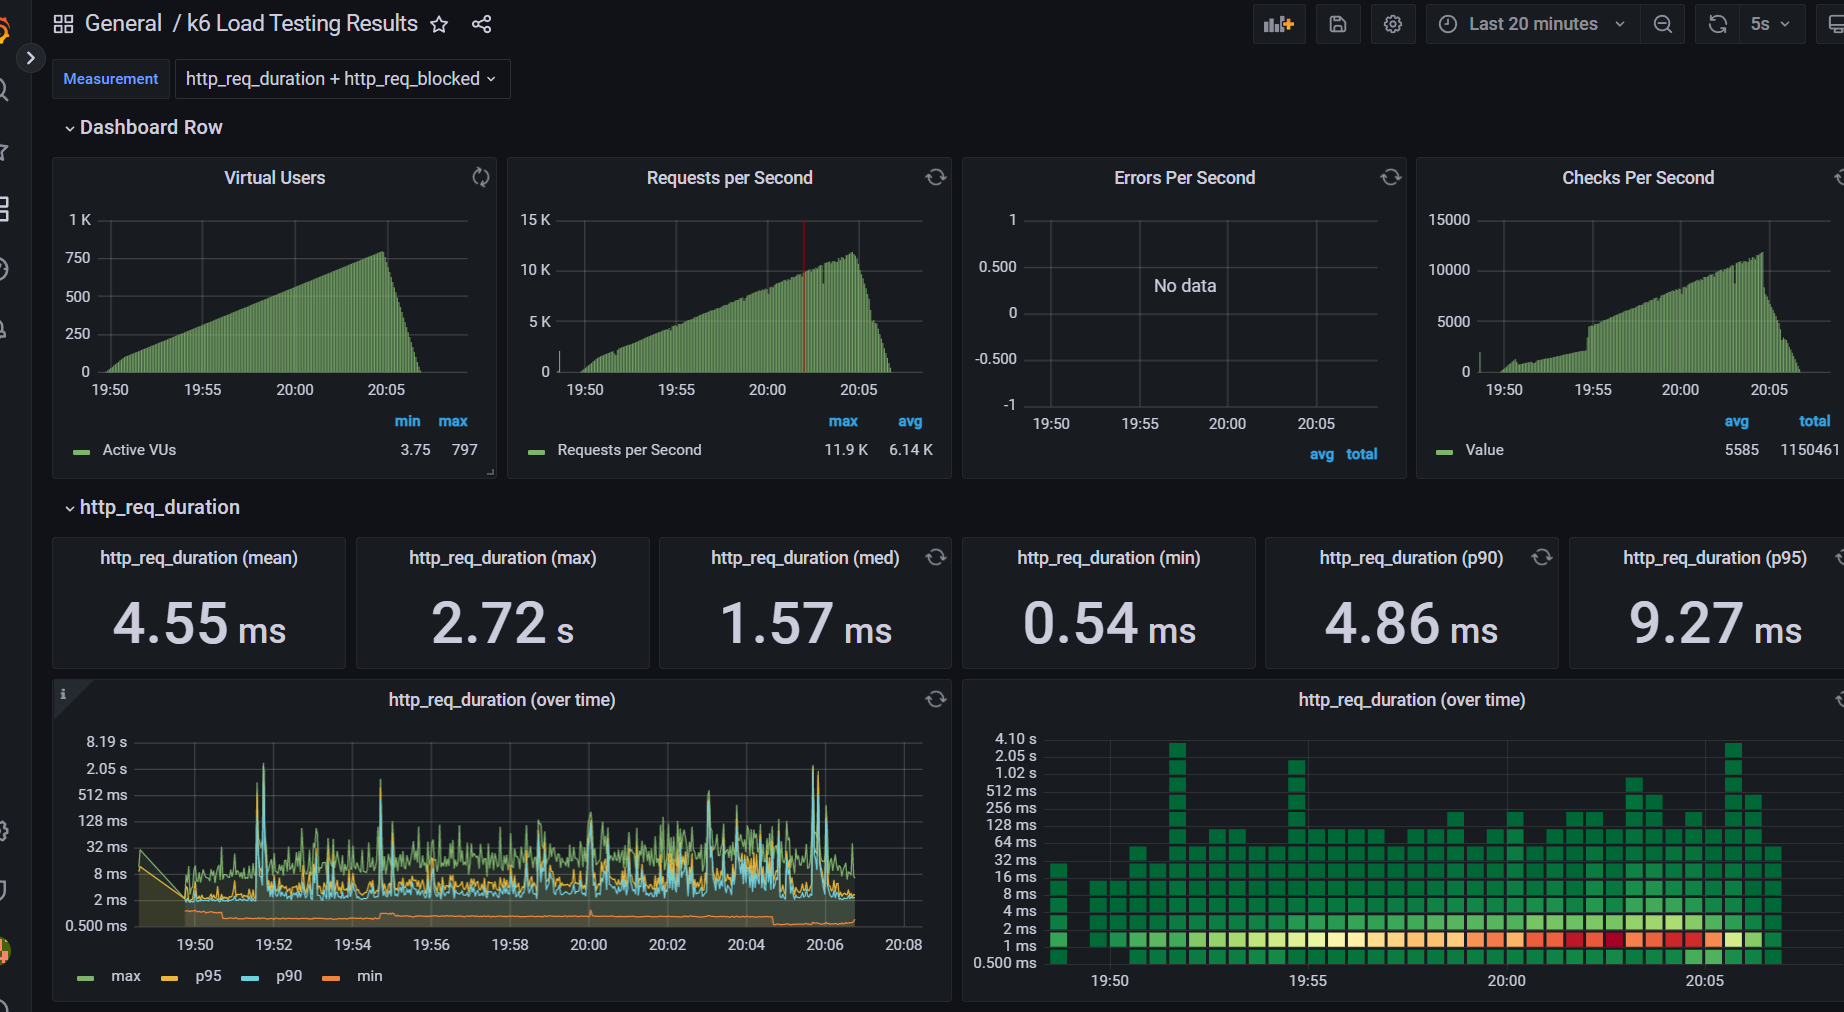 General / k6 Load Testing Results
Last 20 minutes
5s
Measurement
http_req_duration + http_req_blocked
Dashboard Row
Virtual Users
1 K
750
500
250
0
19:50 19:55 20:00 20:05
min max
Active VUs 3.75 797
Requests per Second
15 K
10 K
5 K
0
19:50 19:55 20:00 20:05
max avg
Requests per Second 11.9 K 6.14 K
Errors Per Second
1
0.500
0
-0.500
-1
No data
19:50 19:55 20:00 20:05
avg total
Checks Per Second
15000
10000
5000
0
19:50 19:55 20:00 20:05
avg total
Value 5585 1150461
http_req_duration
http_req_duration (mean)
4.55 ms
http_req_duration (max)
2.72 s
http_req_duration (med)
1.57 ms
http_req_duration (min)
0.54 ms
http_req_duration (p90)
4.86 ms
http_req_duration (p95)
9.27 ms
http_req_duration (over time)
8.19 s
2.05 s
512 ms
128 ms
32 ms
8 ms
2 ms
0.500 ms
19:50 19:52 19:54 19:56 19:58 20:00 20:02 20:04 20:06 20:08
max p95 p90 min
http_req_duration (over time)
4.10 s
2.05 s
1.02 s
512 ms
256 ms
128 ms
64 ms
32 ms
16 ms
8 ms
4 ms
2 ms
1 ms
0.500 ms
19:50 19:55 20:00 20:05